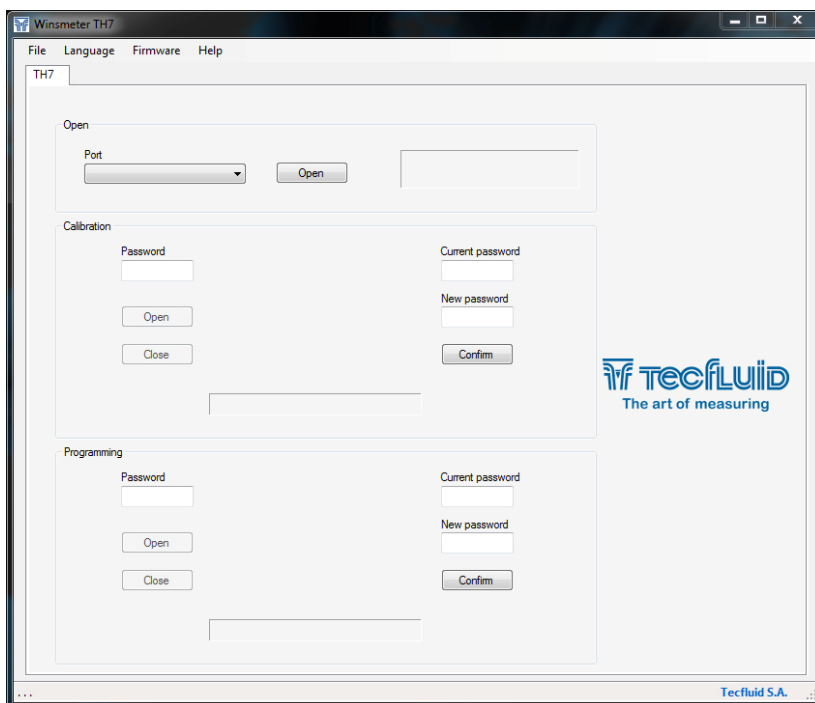 Winsmeter TH7
File Language Firmware Help
TH7
Open
Port
Open
Calibration
Password Current password
New password
Open
Close Confirm
TECFLUID
The art of measuring
Programming
Password Current password
New password
Open
Close Confirm
... Tecfluid S.A.